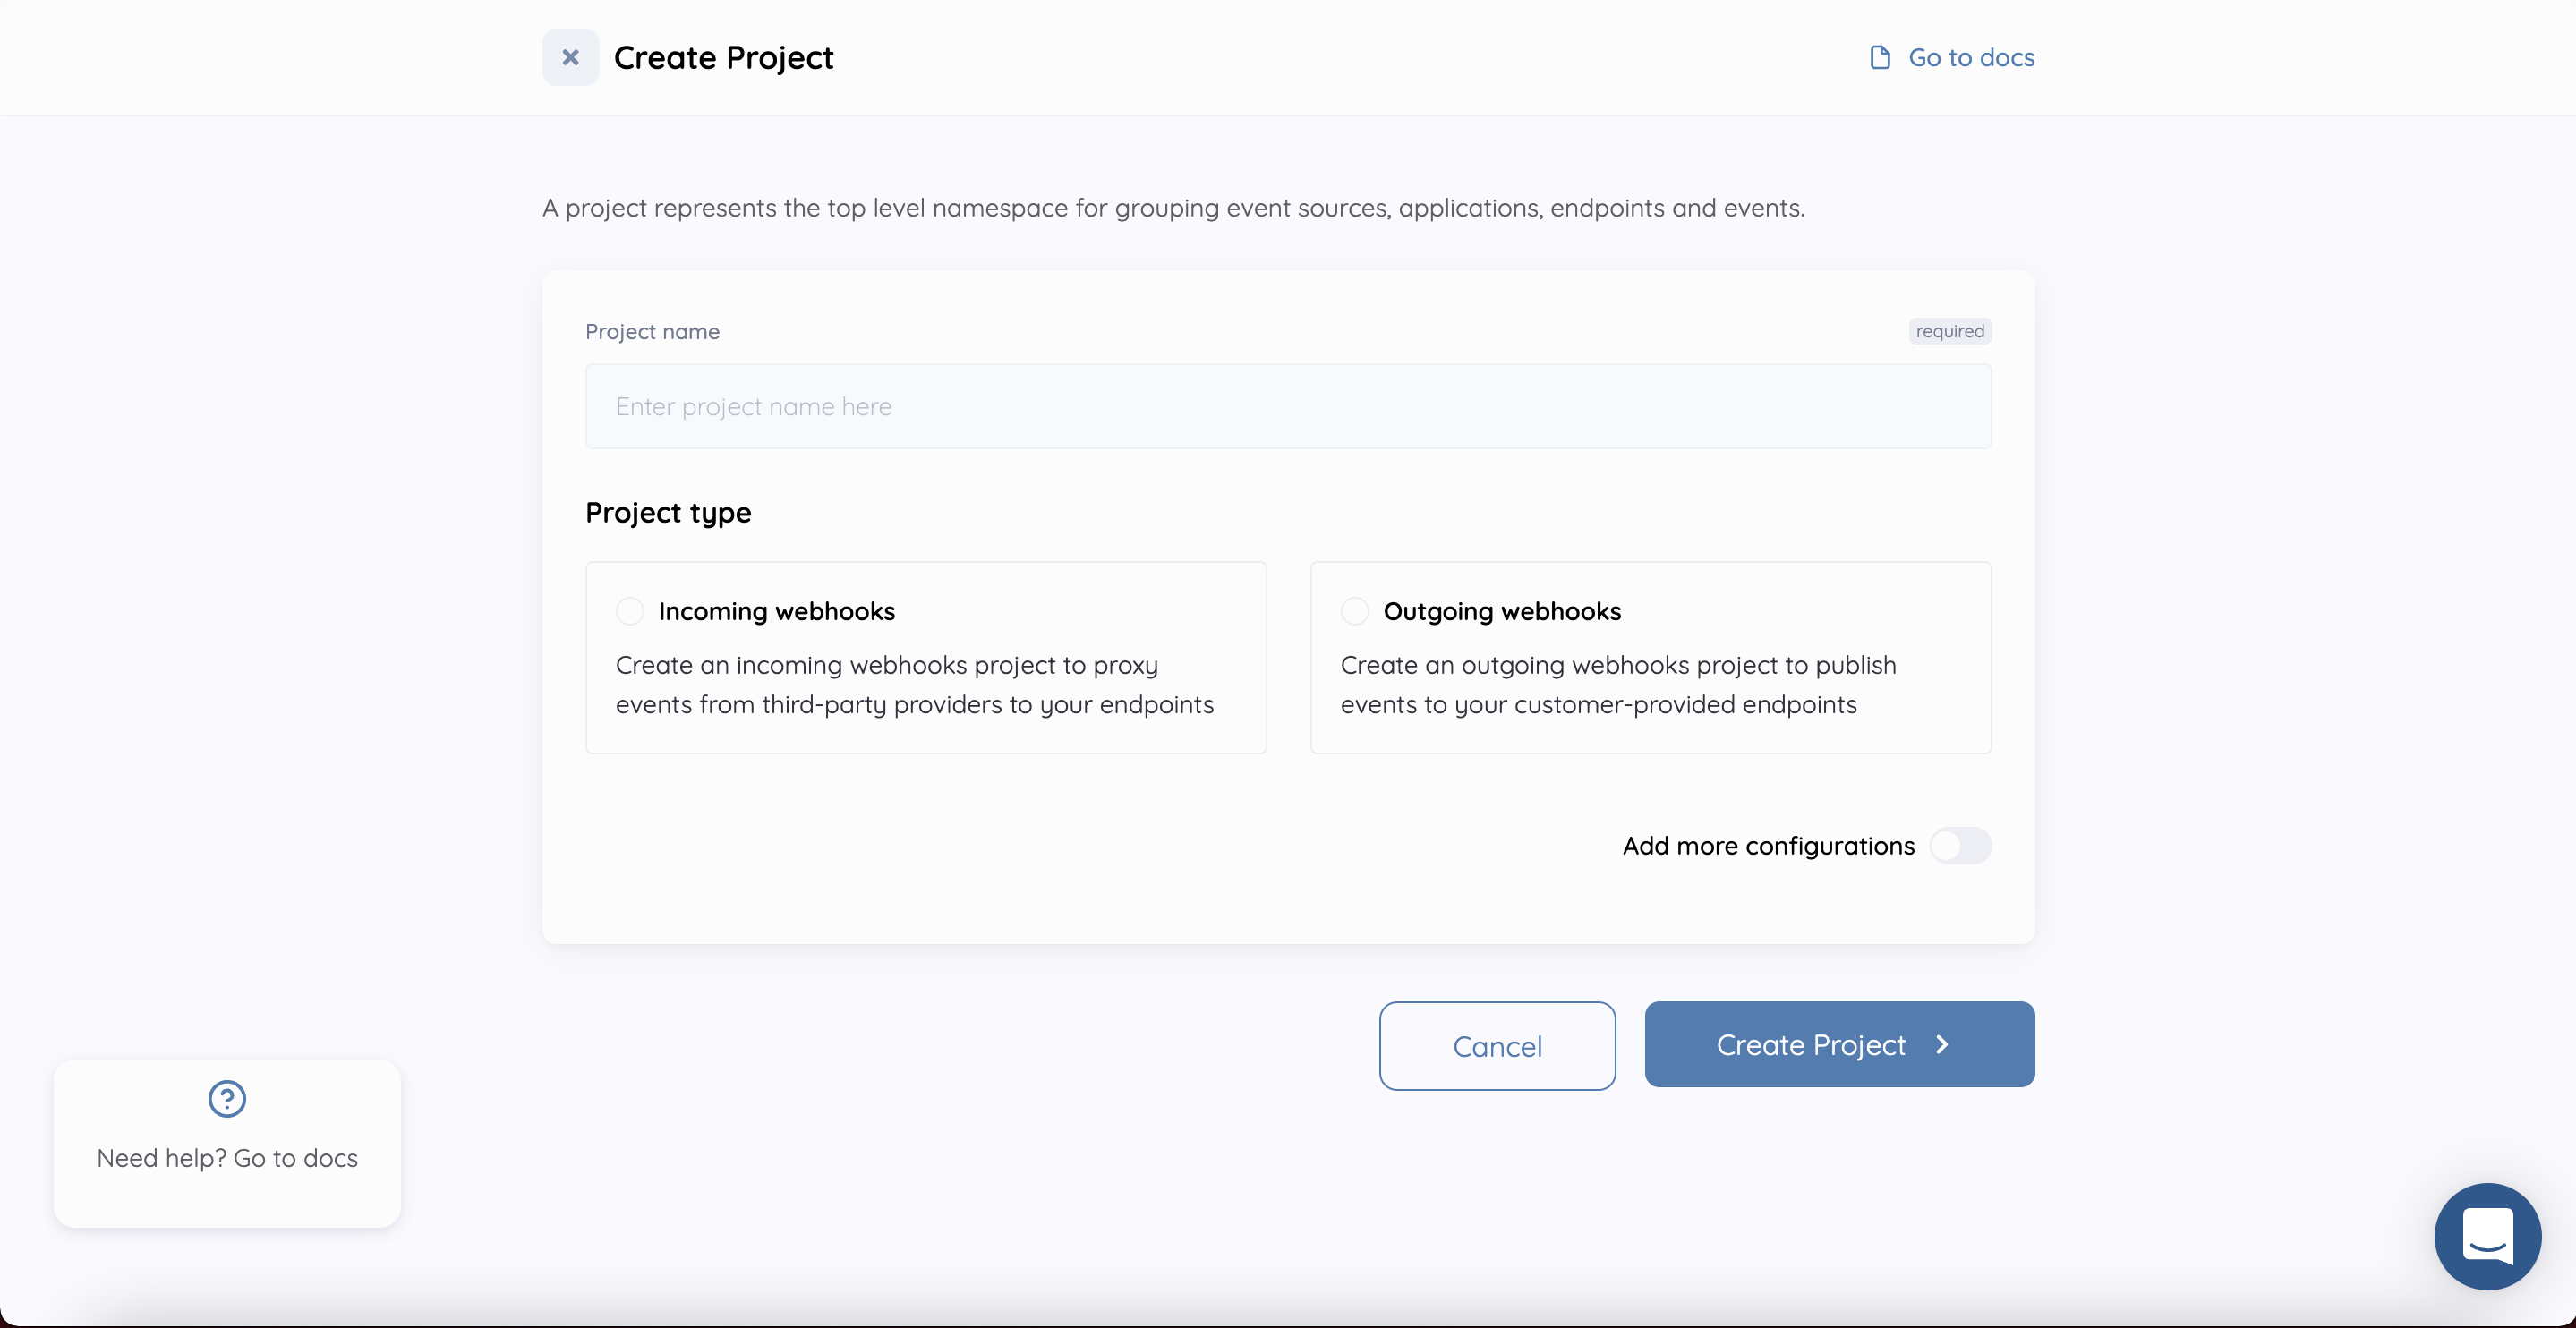 Create Project
Go to docs
A project represents the top level namespace for grouping event sources, applications, endpoints and events.
Project name
required
Enter project name here
Project type
Incoming webhooks
Create an incoming webhooks project to proxy
events from third-party providers to your endpoints
Outgoing webhooks
Create an outgoing webhooks project to publish
events to your customer-provided endpoints
Add more configurations
Cancel
Create Project
Need help? Go to docs